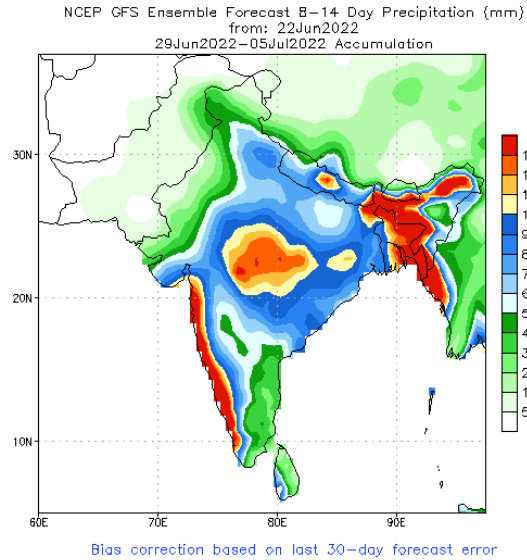 NCEP GFS Ensemble Forecast 8-14 Day Precipitation (mm)
from: 22Jun2022
29Jun2022-05Jul2022 Accumulation
30N
20N
10N
60E
70E
80E
90E
Bias correction based on last 30-day forecast error